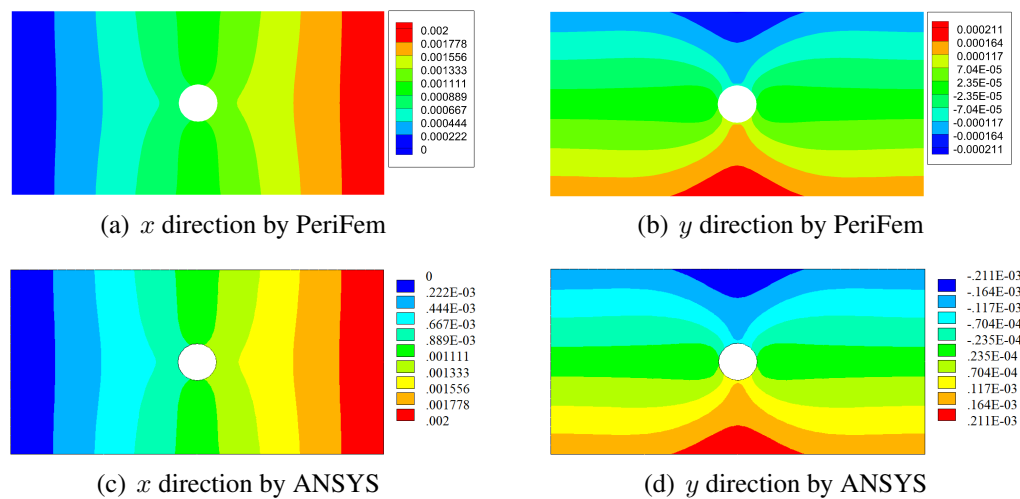 0.002
0.001778
0.001556
0.001333
0.001111
0.000889
0.000667
0.000444
0.000222
0
0.000211
0.000164
0.000117
7.04E-05
2.35E-05
-2.35E-05
-7.04E-05
-0.000117
-0.000164
-0.000211
(a) x direction by PeriFem
(b) y direction by PeriFem
0
.222E-03
.444E-03
.667E-03
.889E-03
.001111
.001333
.001556
.001778
.002
-.211E-03
-.164E-03
-.117E-03
-.704E-04
-.235E-04
.235E-04
.704E-04
.117E-03
.164E-03
.211E-03
(c) x direction by ANSYS
(d) y direction by ANSYS